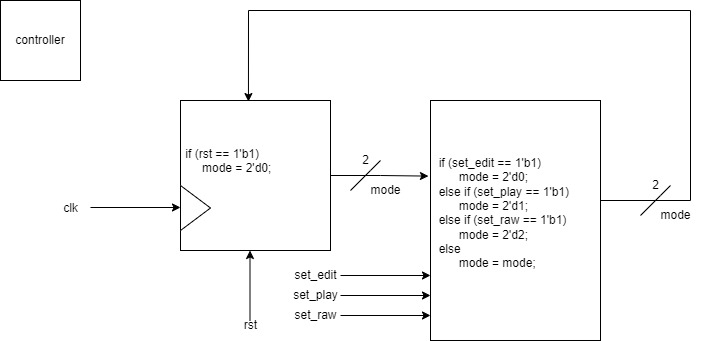 controller
if (rst == 1'b1)
mode = 2'd0;
2
mode
if (set_edit == 1'b1)
mode = 2'd0;
else if (set_play == 1'b1)
mode = 2'd1;
else if (set_raw == 1'b1)
mode = 2'd2;
else
mode = mode;
2
mode
clk
set_edit
set_play
set_raw
rst